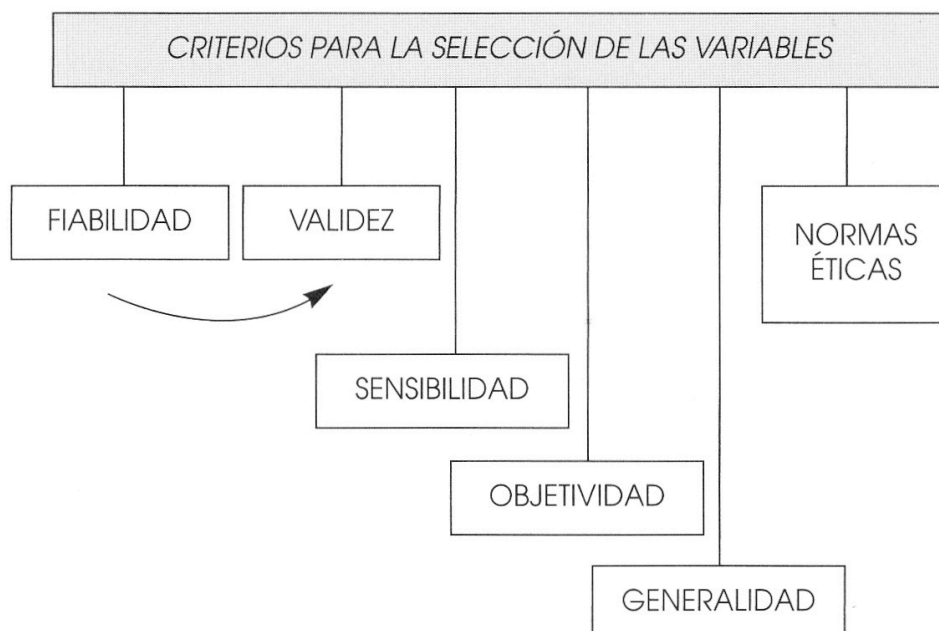 CRITERIOS PARA LA SELECCIÓN DE LAS VARIABLES
FIABILIDAD
VALIDEZ
NORMAS
ÉTICAS
SENSIBILIDAD
OBJETIVIDAD
GENERALIDAD